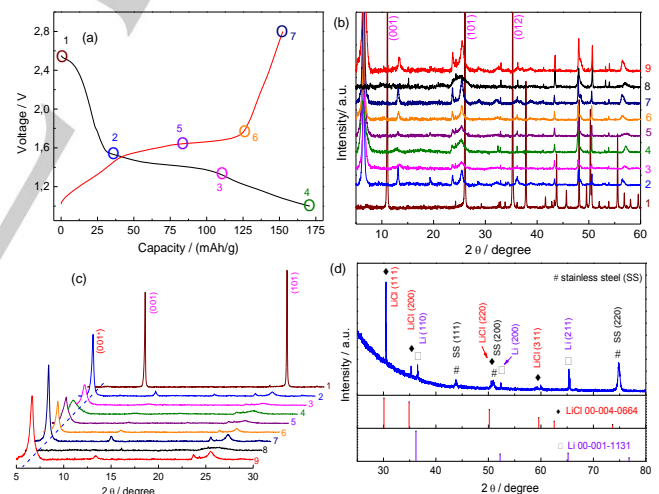 (a)
Voltage / V
2,8
2,4
2,0
1,6
1,2
1
2
3
4
5
6
7
0 25 50 75 100 125 150 175
Capacity / (mAh/g)
(b)
Intensity/ a.u.
(001)
(101)
(012)
9
8
7
6
5
4
3
2
1
10 20 30 40 50 60
2 θ / degree
(c)
(001*)
(001)
(101)
1
2
3
4
5
6
7
8
9
5 10 15 20 25 30
2 θ / degree
(d)
# stainless steel (SS)
Intensity / a.u.
LiCl (111)
LiCl (200)
Li (110)
SS (111)
#
LiCl (220)
SS (200)
#
Li (200)
LiCl (311)
Li (211)
SS (220)
#
LiCl 00-004-0664
Li 00-001-1131
30 40 50 60 70 80
2 θ / degree